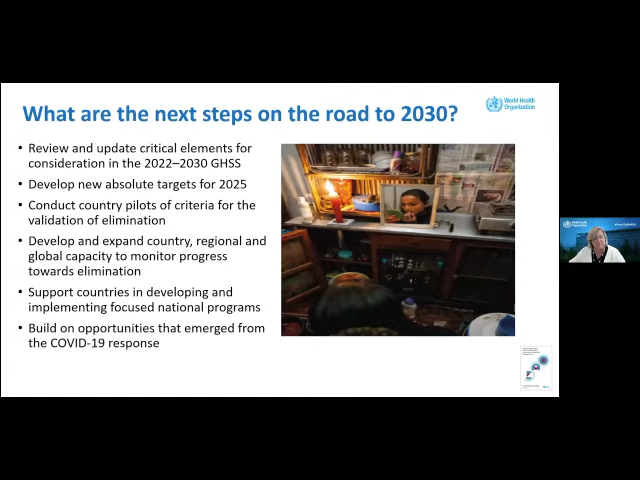 What are the next steps on the road to 2030?
World Health
Organization
• Review and update critical elements for
consideration in the 2022–2030 GHSS
• Develop new absolute targets for 2025
• Conduct country pilots of criteria for the
validation of elimination
• Develop and expand country, regional and
global capacity to monitor progress
towards elimination
• Support countries in developing and
implementing focused national programs
• Build on opportunities that emerged from
the COVID-19 response